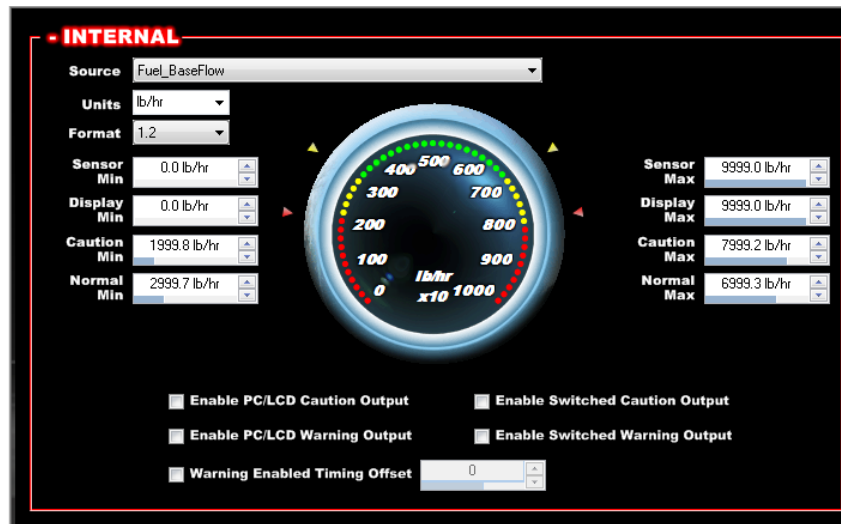 - INTERNAL
Source Fuel_BaseFlow
Units lb/hr
Format 1.2
Sensor Min 0.0 lb/hr
Display Min 0.0 lb/hr
Caution Min 1999.8 lb/hr
Normal Min 2999.7 lb/hr
0
100
200
300
400
500
600
700
800
900
1000
lb/hr
x10
Sensor Max 9999.0 lb/hr
Display Max 9999.0 lb/hr
Caution Max 7999.2 lb/hr
Normal Max 6999.3 lb/hr
Enable PC/LCD Caution Output
Enable Switched Caution Output
Enable PC/LCD Warning Output
Enable Switched Warning Output
Warning Enabled Timing Offset 0